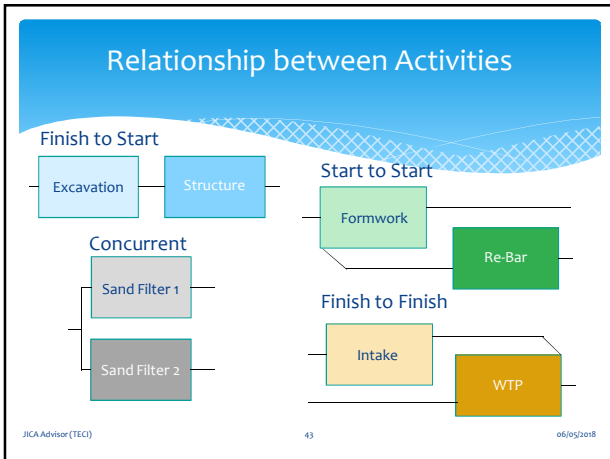 Relationship between Activities
Finish to Start
Excavation
Structure
Concurrent
Sand Filter 1
Sand Filter 2
Start to Start
Formwork
Re-Bar
Finish to Finish
Intake
WTP
JICA Advisor (TECI)
43
06/05/2018